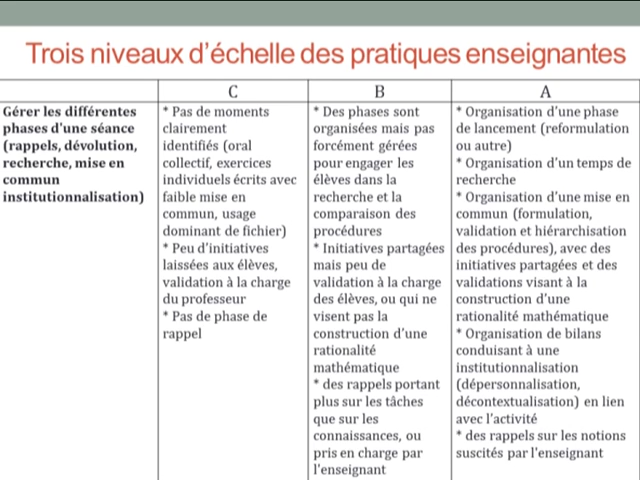 Trois niveaux d'échelle des pratiques enseignantes
C
B
A
Gérer les différentes
phases d'une séance
(rappels, dévolution,
recherche, mise en
commun
institutionnalisation)
* Pas de moments
clairement
identifiés (oral
collectif, exercices
individuels écrits avec
faible mise en
commun, usage
dominant de fichier)
* Peu d'initiatives
laissées aux élèves,
validation à la charge
du professeur
* Pas de phase de
rappel
* Des phases sont
organisées mais pas
forcément gérées
pour engager les
élèves dans la
recherche et la
comparaison des
procédures
* Initiatives partagées
mais peu de
validation à la charge
des élèves, ou qui ne
visent pas la
construction d'une
rationalité
mathématique
* des rappels portant
plus sur les tâches
que sur les
connaissances, ou
pris en charge par
l'enseignant
* Organisation d'une phase
de lancement (reformulation
ou autre)
* Organisation d'un temps de
recherche
* Organisation d'une mise en
commun (formulation,
validation et hiérarchisation
des procédures), avec des
initiatives partagées et des
validations visant à la
construction d'une
rationalité mathématique
* Organisation de bilans
conduisant à une
institutionnalisation
(dépersonnalisation,
décontextualisation) en lien
avec l'activité
* des rappels sur les notions
suscités par l'enseignant